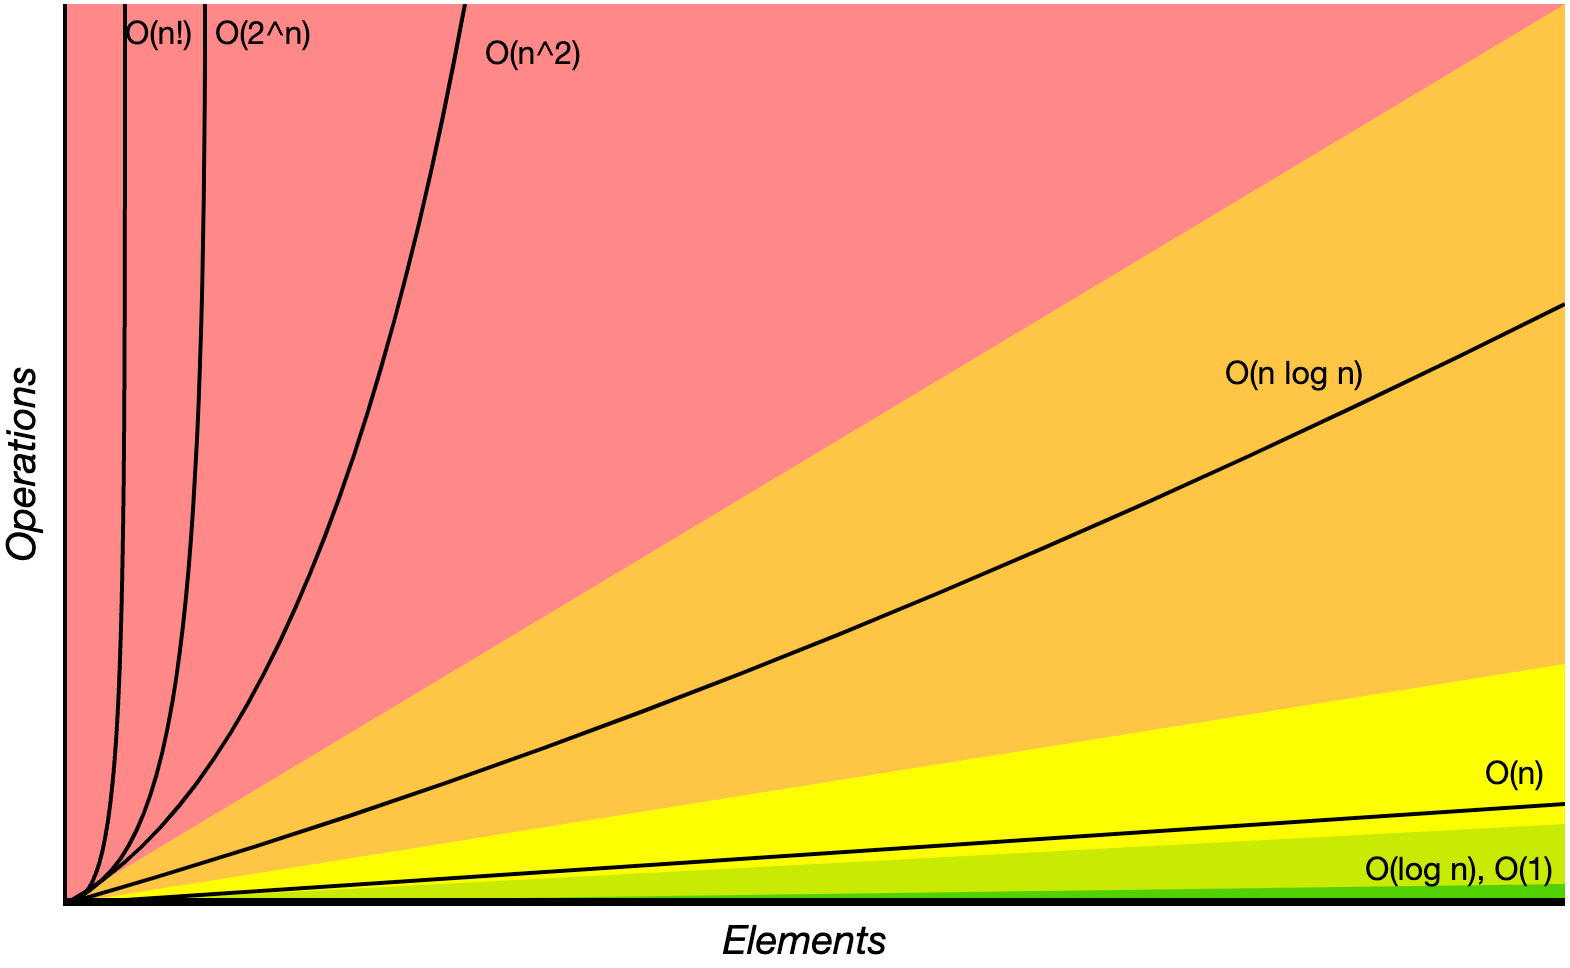 O(n!)
O(2^n)
O(n^2)
O(n log n)
O(n)
O(log n), O(1)
Operations
Elements